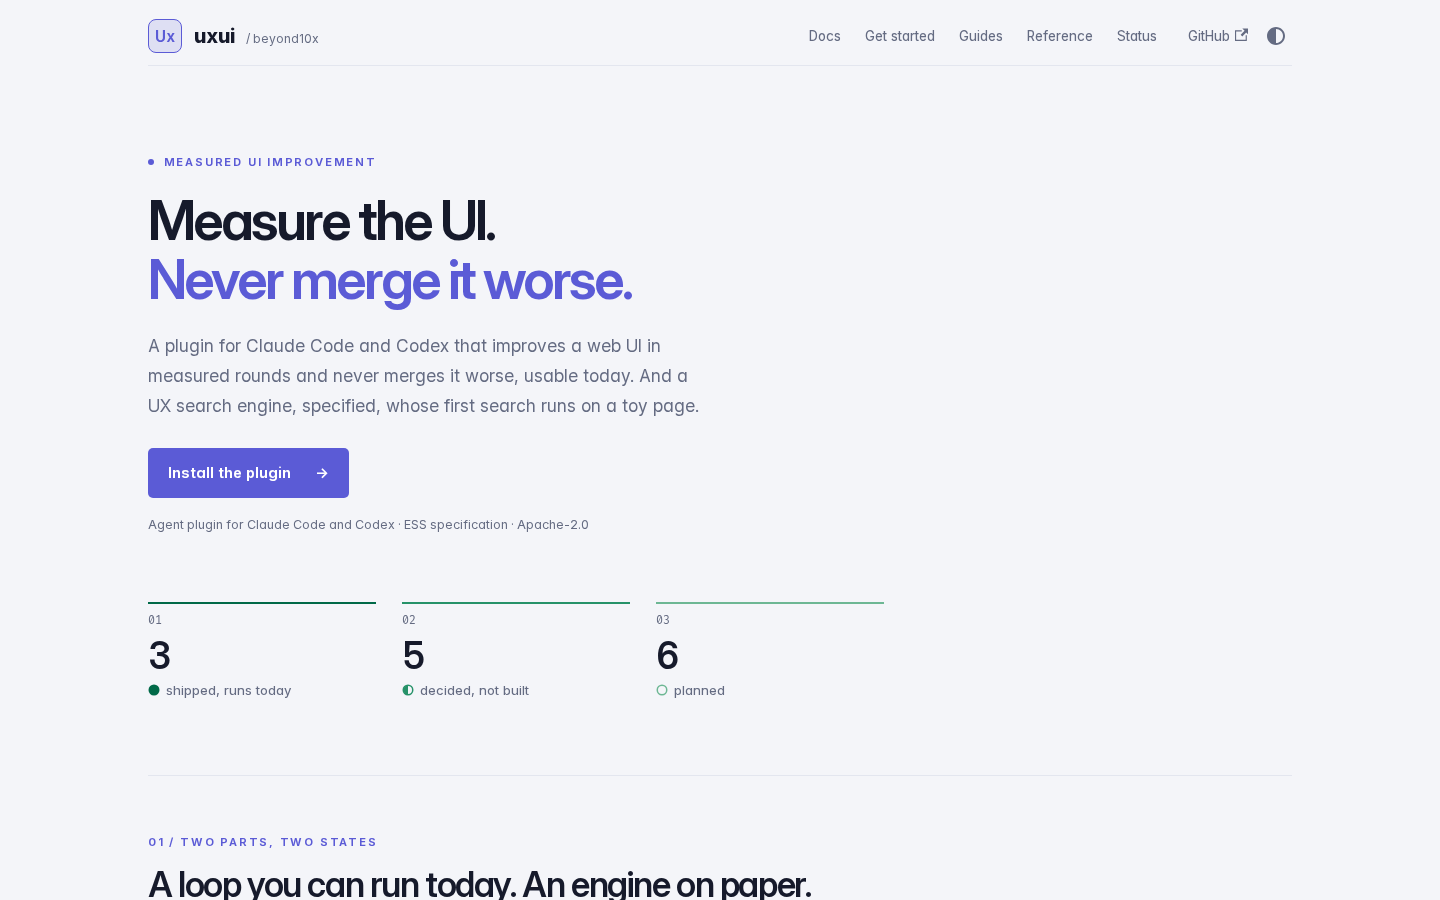 Ux uxui / beyond10x
Docs Get started Guides Reference Status GitHub
MEASURED UI IMPROVEMENT
Measure the UI.
Never merge it worse.
A plugin for Claude Code and Codex that improves a web UI in
measured rounds and never merges it worse, usable today. And a
UX search engine, specified, whose first search runs on a toy page.
Install the plugin →
Agent plugin for Claude Code and Codex · ESS specification · Apache-2.0
01
3
shipped, runs today
02
5
decided, not built
03
6
planned
01 / TWO PARTS, TWO STATES
A loop you can run today. An engine on paper.